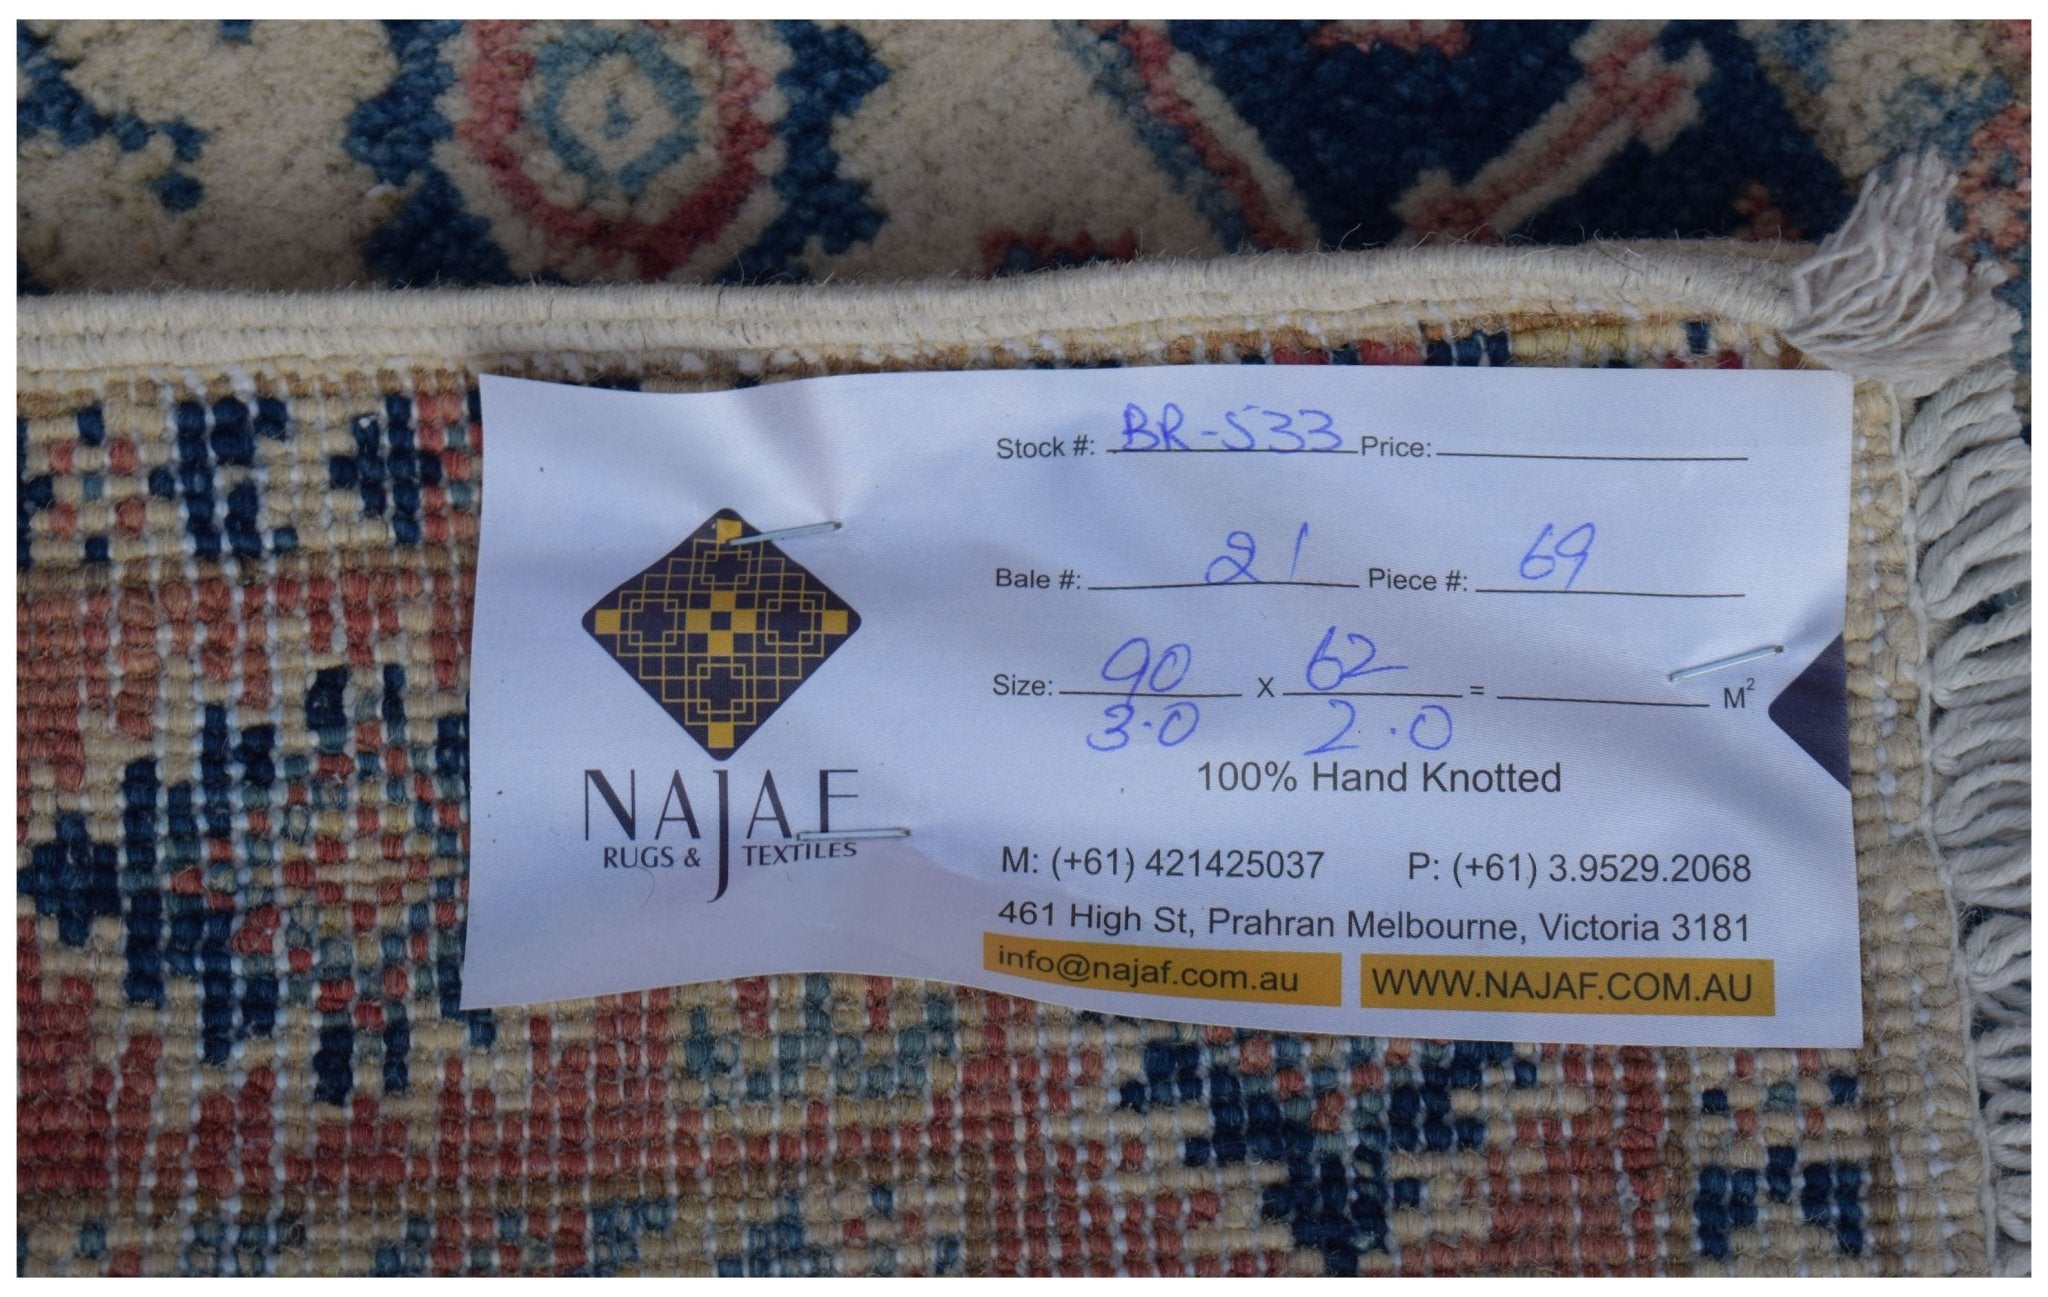 NAJAF
RUGS & TEXTILES
Stock #: BR-533 Price:
Bale #: 21 Piece #: 69
Size: 90 X 62 = M²
3.0 2.0
100% Hand Knotted
M: (+61) 421425037 P: (+61) 3.9529.2068
461 High St, Prahran Melbourne, Victoria 3181
info@najaf.com.au WWW.NAJAF.COM.AU